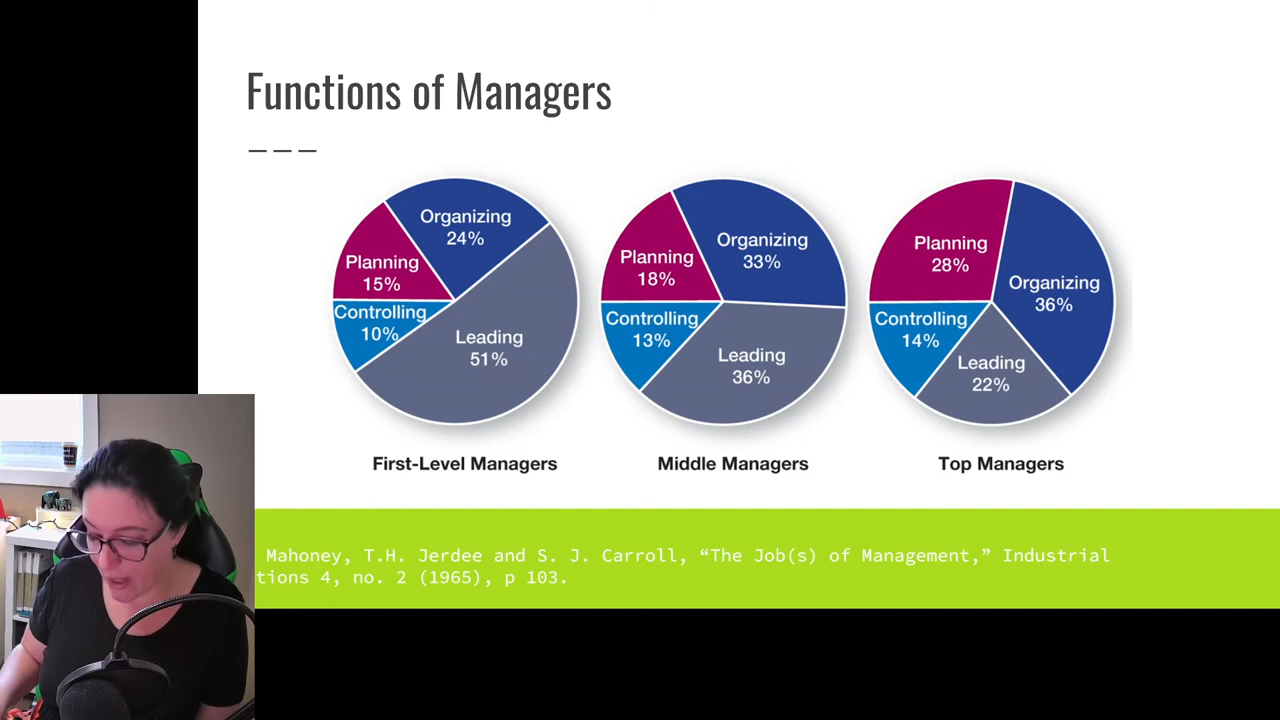 Functions of Managers
Organizing
24%
Planning
15%
Controlling
10%
Leading
51%
First-Level Managers
Organizing
33%
Planning
18%
Controlling
13%
Leading
36%
Middle Managers
Planning
28%
Organizing
36%
Controlling
14%
Leading
22%
Top Managers
Mahoney, T.H. Jerdee and S. J. Carroll, “The Job(s) of Management,” Industrial
tions 4, no. 2 (1965), p 103.